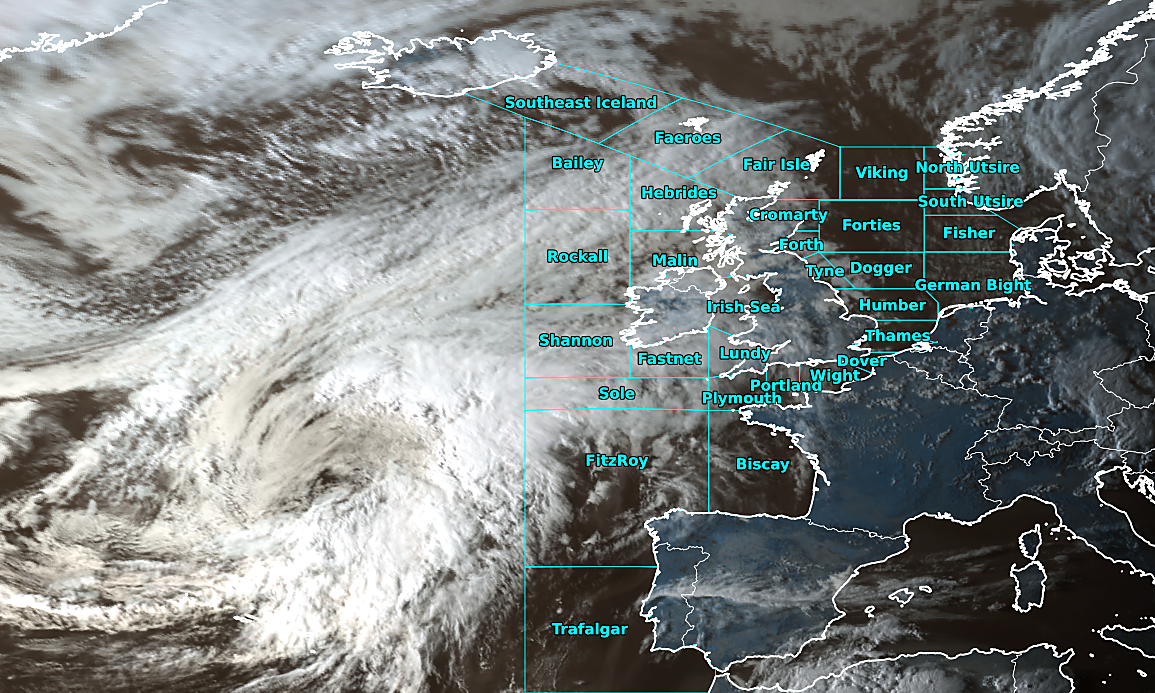 Southeast Iceland
Faeroes
Bailey
Fair Isle
Viking
North Utsire
Hebrides
South Utsire
Cromarty
Forties
Fisher
Forth
Rockall
Malin
Tyne
Dogger
German Bight
Irish Sea
Humber
Shannon
Thames
Fastnet
Lundy
Dover
Wight
Portland
Sole
Plymouth
FitzRoy
Biscay
Trafalgar